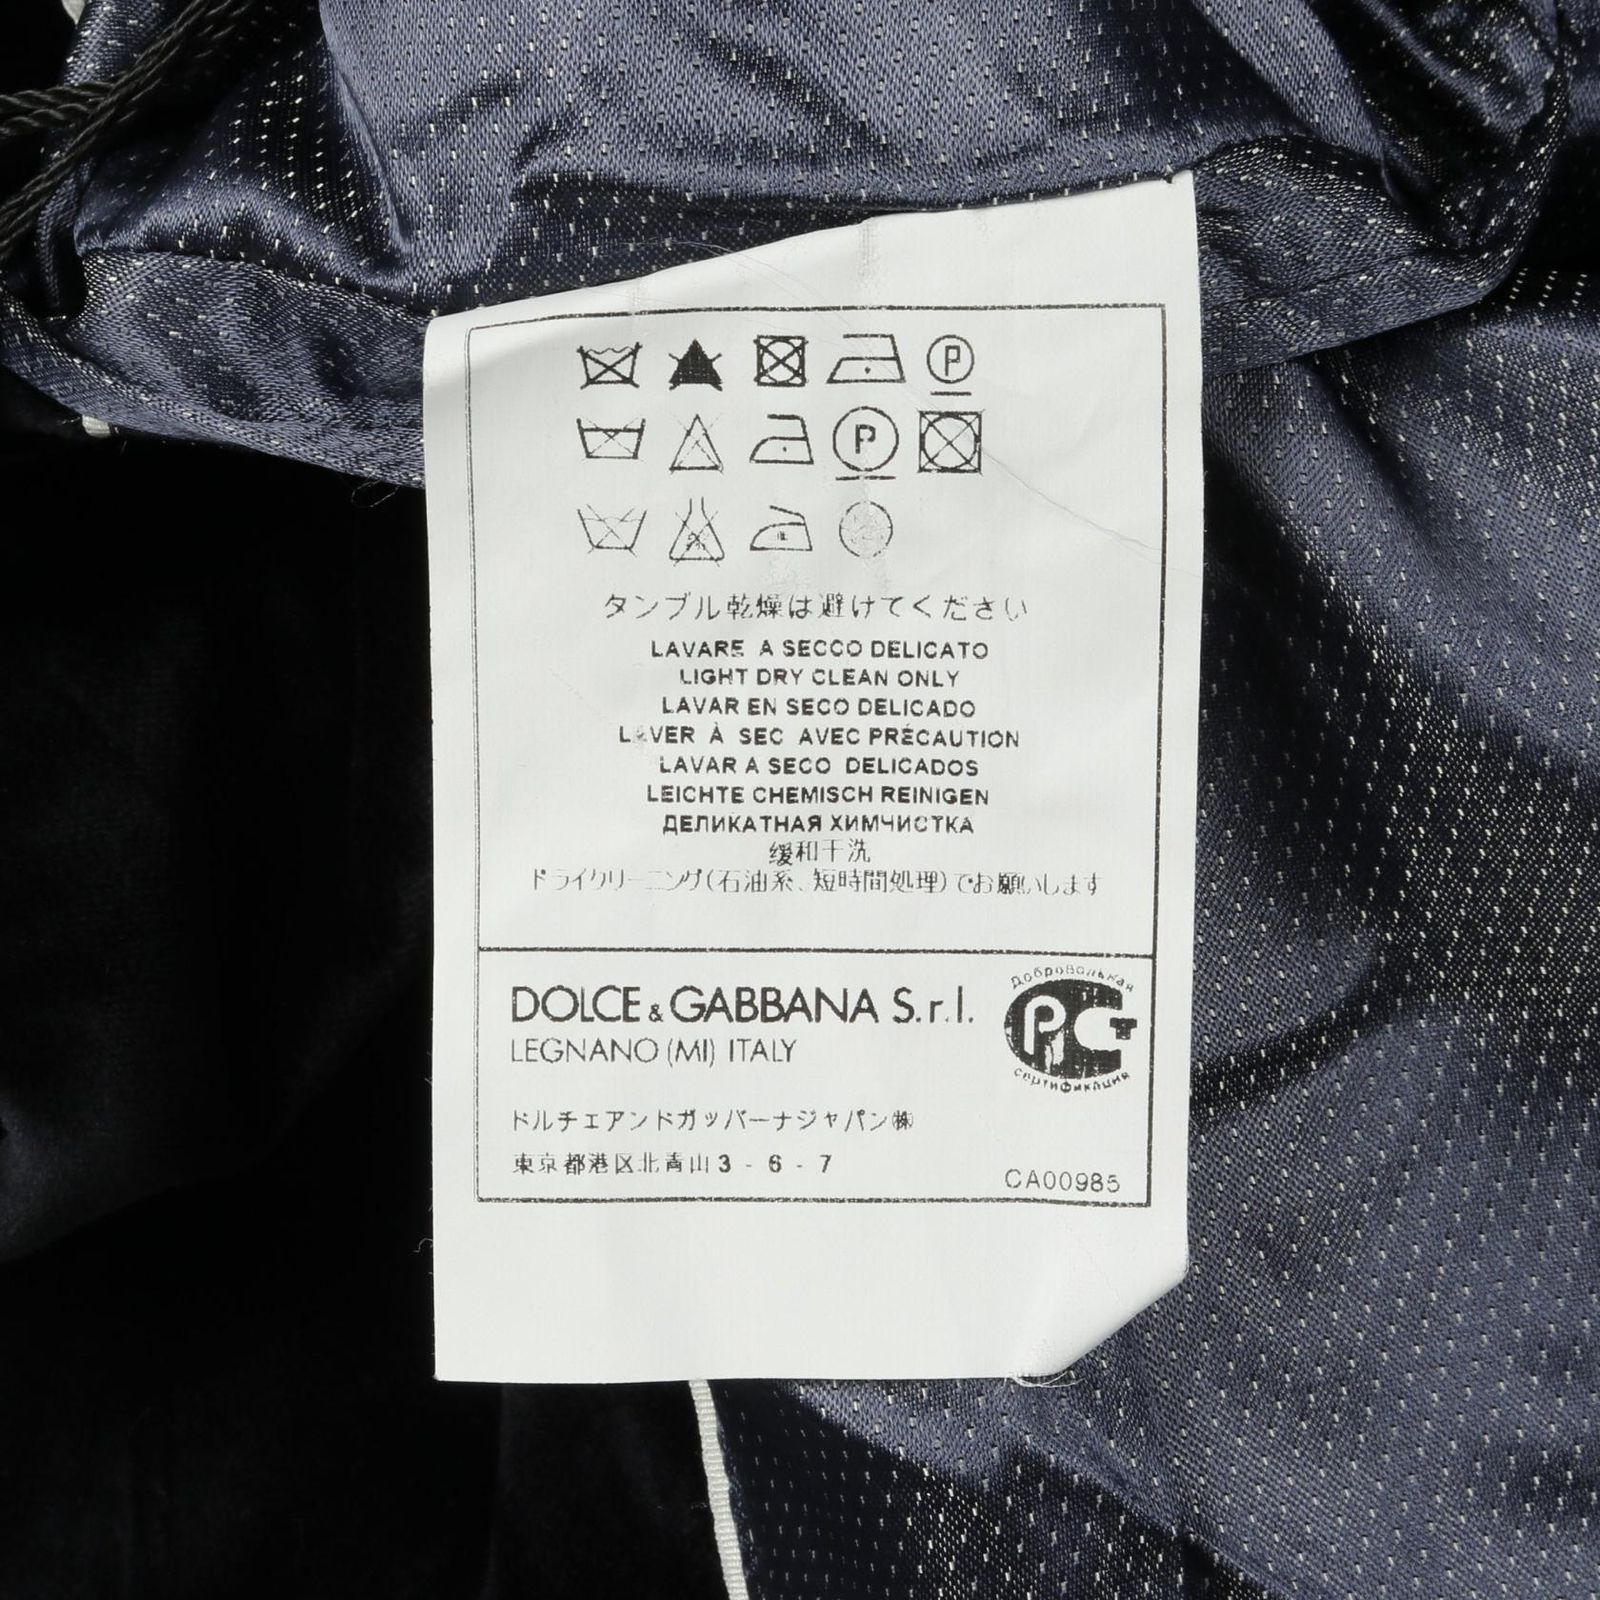 P
P
タンブル乾燥は避けてください
LAVARE A SECCO DELICATO
LIGHT DRY CLEAN ONLY
LAVAR EN SECO DELICADO
LAVER À SEC AVEC PRÉCAUTION
LAVAR A SECO DELICADOS
LEICHTE CHEMISCH REINIGEN
ДЕЛИКАТНАЯ ХИМЧИСТКА
缓和干洗
ドライクリーニング(石油系、短時間処理)でお願いします
DOLCE & GABBANA S.r.l.
LEGNANO (MI) ITALY
Добровольная
РСТ
сертификация
ドルチェアンドガッバーナジャパン㈱
東京都港区北青山3-6-7
CA00985